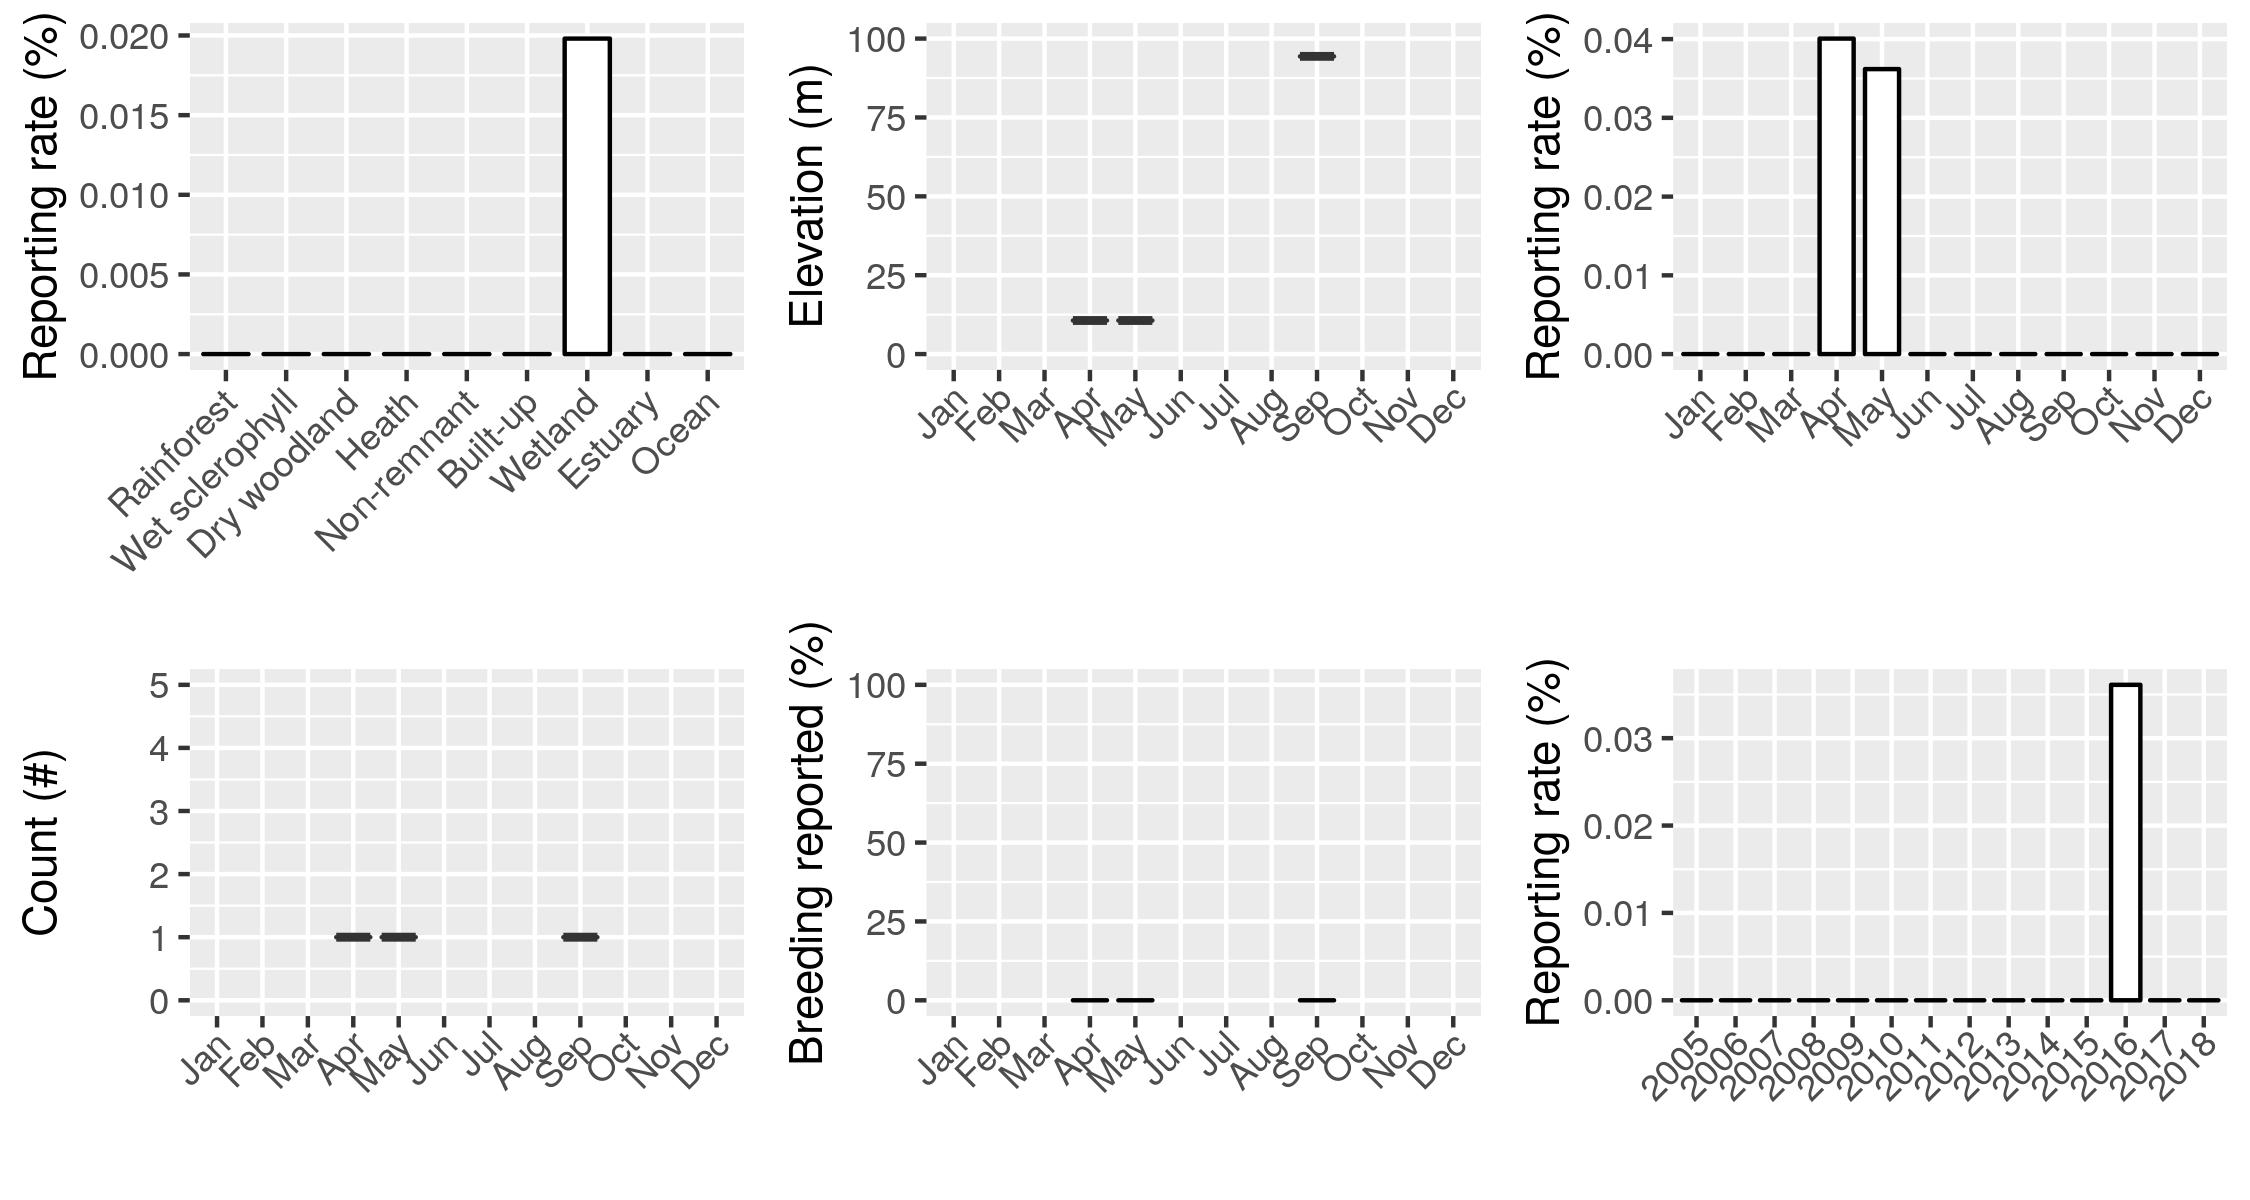 Reporting rate (%)
0.020
0.015
0.010
0.005
0.000
Rainforest
Wet sclerophyll
Dry woodland
Heath
Non-remnant
Built-up
Wetland
Estuary
Ocean
Elevation (m)
100
75
50
25
0
Jan
Feb
Mar
Apr
May
Jun
Jul
Aug
Sep
Oct
Nov
Dec
Reporting rate (%)
0.04
0.03
0.02
0.01
0.00
Jan
Feb
Mar
Apr
May
Jun
Jul
Aug
Sep
Oct
Nov
Dec
Count (#)
5
4
3
2
1
0
Jan
Feb
Mar
Apr
May
Jun
Jul
Aug
Sep
Oct
Nov
Dec
Breeding reported (%)
100
75
50
25
0
Jan
Feb
Mar
Apr
May
Jun
Jul
Aug
Sep
Oct
Nov
Dec
Reporting rate (%)
0.03
0.02
0.01
0.00
2005
2006
2007
2008
2009
2010
2011
2012
2013
2014
2015
2016
2017
2018